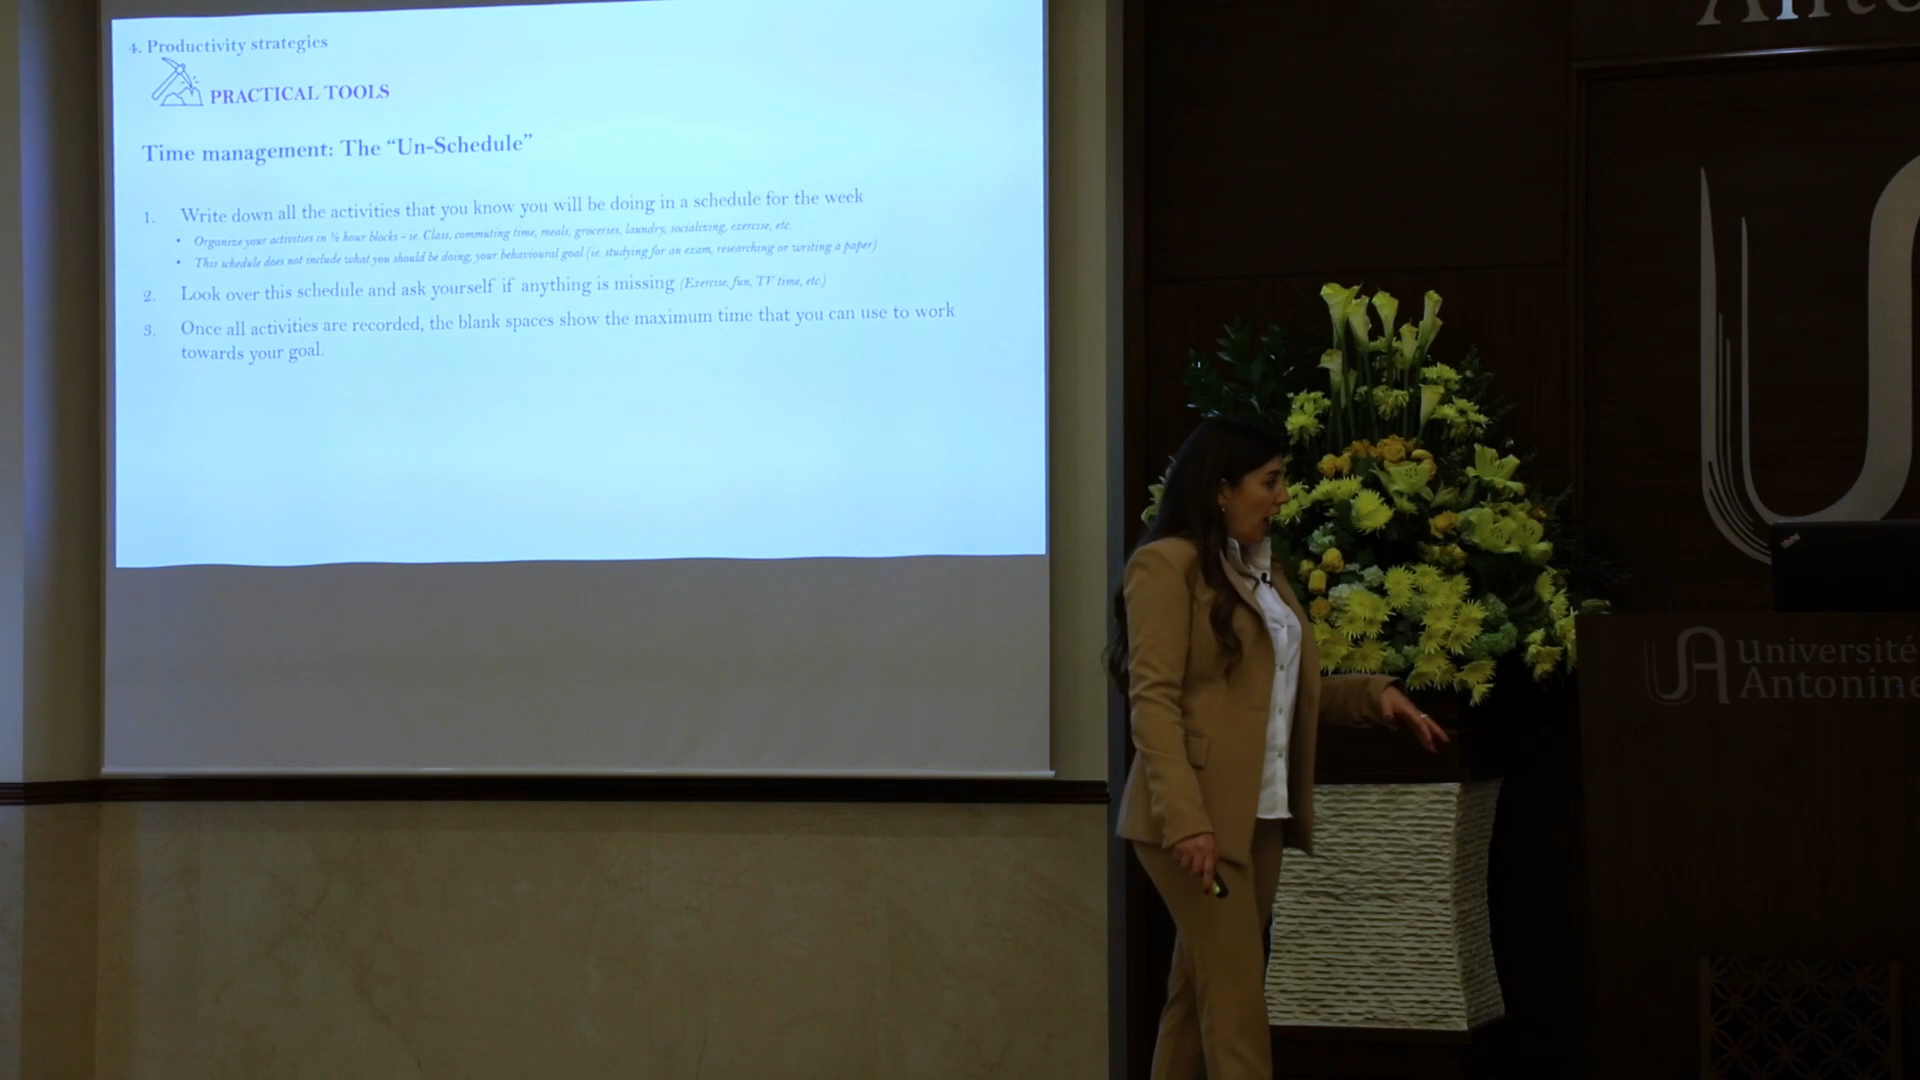 4. Productivity strategies
PRACTICAL TOOLS
Time management: The “Un-Schedule”
1. Write down all the activities that you know you will be doing in a schedule for the week
• Organize your activities in ½ hour blocks - ie. Class, commuting time, meals, groceries, laundry, socializing, exercise, etc.
• This schedule does not include what you should be doing, your behavioural goal (ie. studying for an exam, researching or writing a paper)
2. Look over this schedule and ask yourself if anything is missing (Exercise, fun, TV time, etc.)
3. Once all activities are recorded, the blank spaces show the maximum time that you can use to work
towards your goal.
UA Université
Antonine